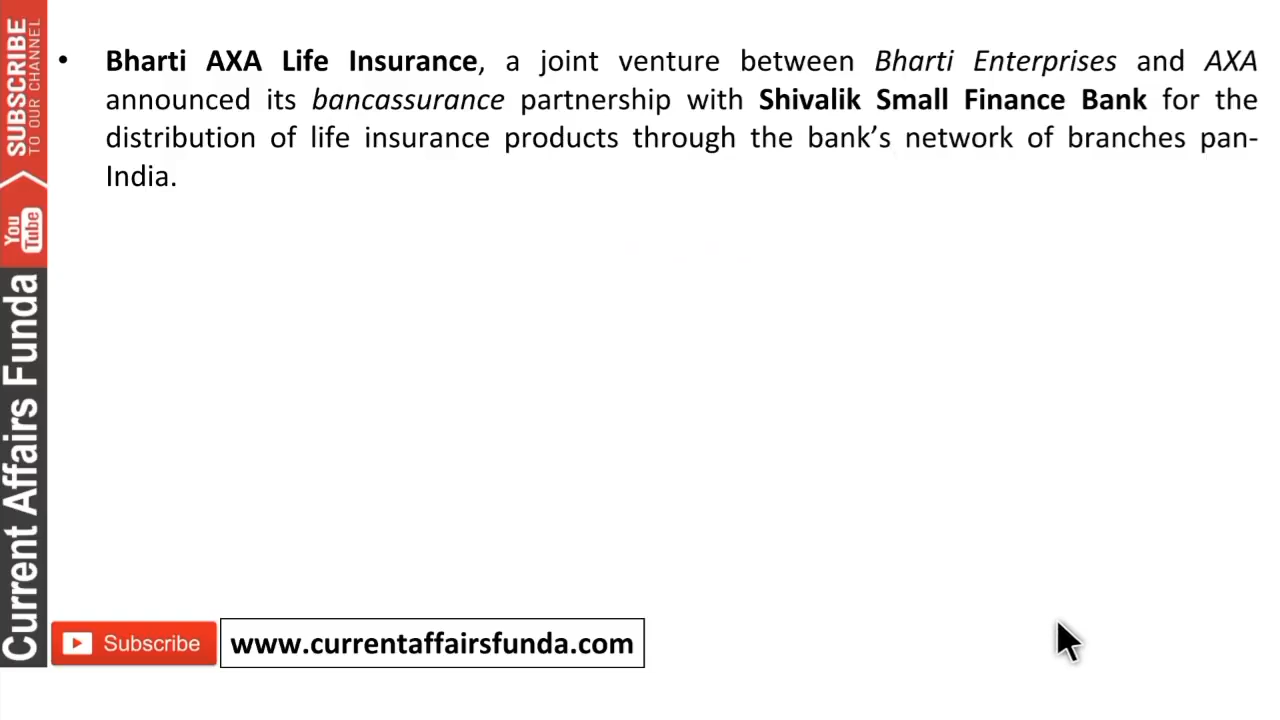 • Bharti AXA Life Insurance, a joint venture between Bharti Enterprises and AXA
announced its bancassurance partnership with Shivalik Small Finance Bank for the
distribution of life insurance products through the bank’s network of branches pan-
India.
SUBSCRIBE
TO OUR CHANNEL
You
Tube
Current Affairs Funda
Subscribe
www.currentaffairsfunda.com